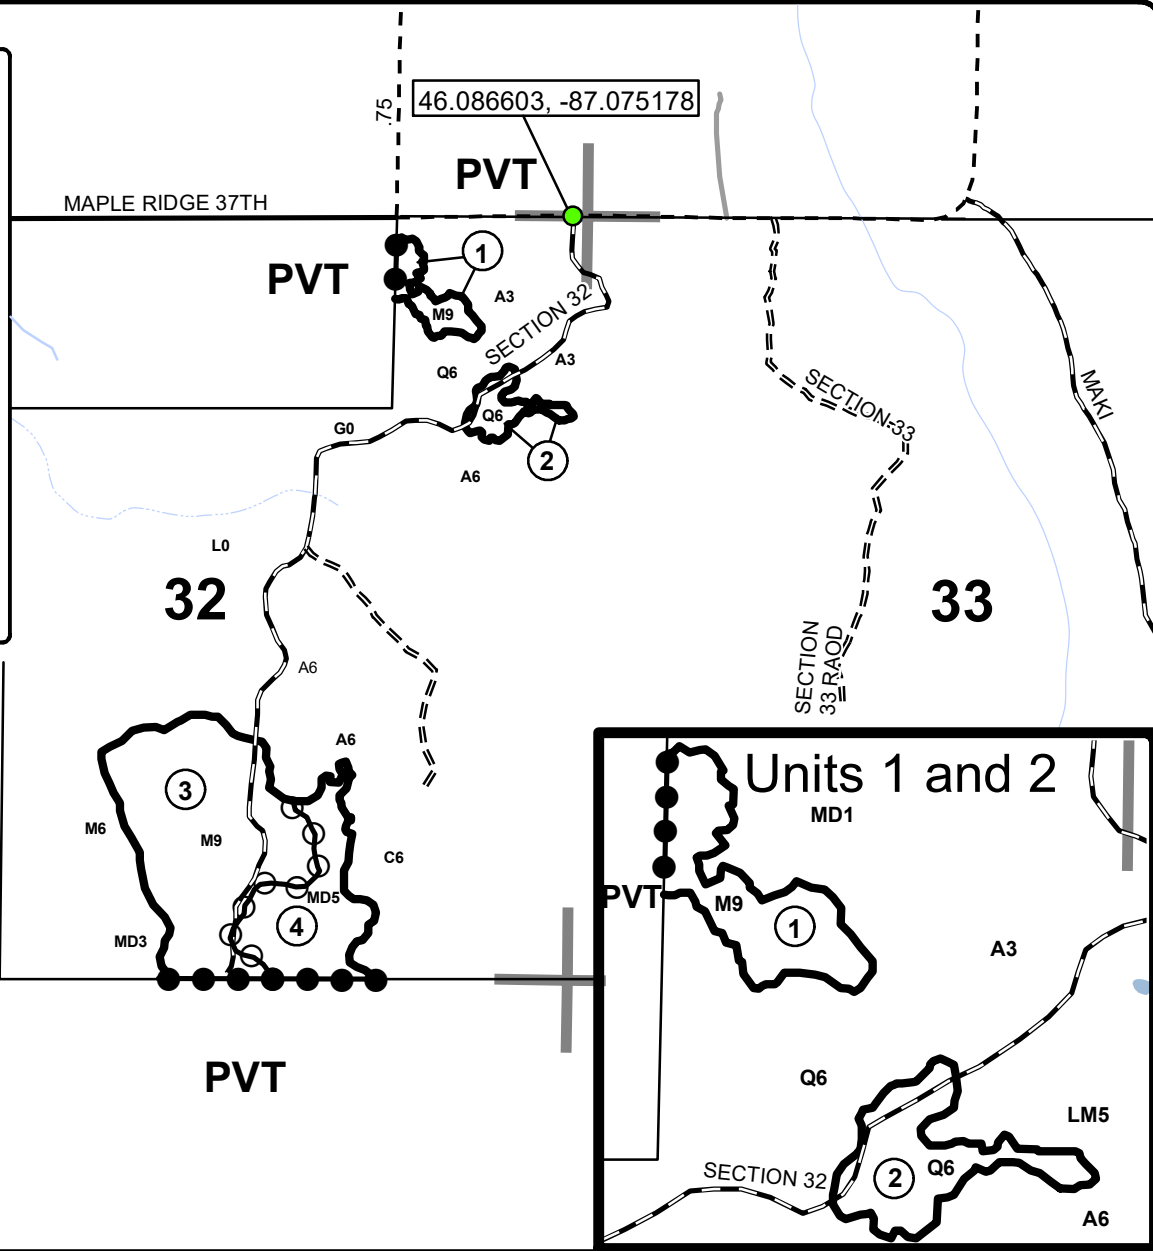 .75
46.086603, -87.075178
PVT
MAPLE RIDGE 37TH
1
PVT
A3
M9
SECTION 32
A3
Q6
SECTION 33
MAKI
Q6
G0
2
A6
L0
32
33
A6
SECTION
33 RAOD
A6
3
M6
M9
C6
MD5
4
MD3
PVT
Units 1 and 2
MD1
PVT
M9
1
A3
Q6
LM5
SECTION 32
2
Q6
A6